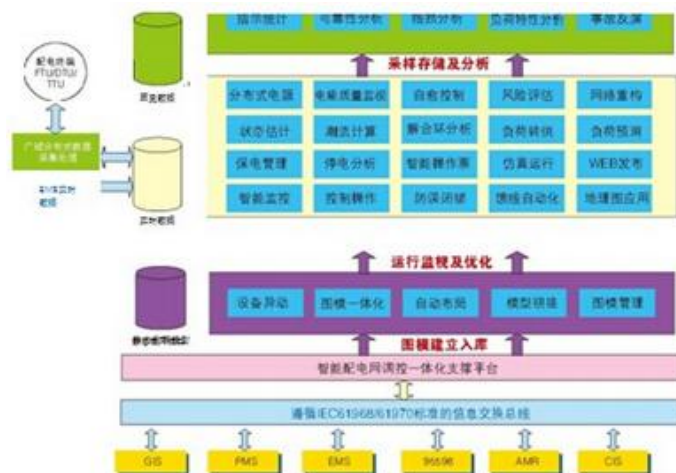 指标统计 可靠性分析 线损分析 负荷特性分析 事故反演
配电终端
FTU/DTU/
TTU
历史数据
采样存储及分析
分布式电源 电能质量监视 自愈控制 风险评估 网络重构
状态估计 潮流计算 解合环分析 负荷转供 负荷预测
广域分布式数据
采集处理
保电管理 停电分析 智能操作票 仿真运行 WEB发布
智能监控 控制操作 防误闭锁 馈线自动化 地理图应用
实时数据
运行监视及优化
设备异动 图模一体化 自动布局 模型拼接 图模管理
图模建立入库
智能配电网调控一体化支撑平台
遵循IEC61968/61970标准的信息交换总线
GIS PMS EMS 95598 AMR CIS